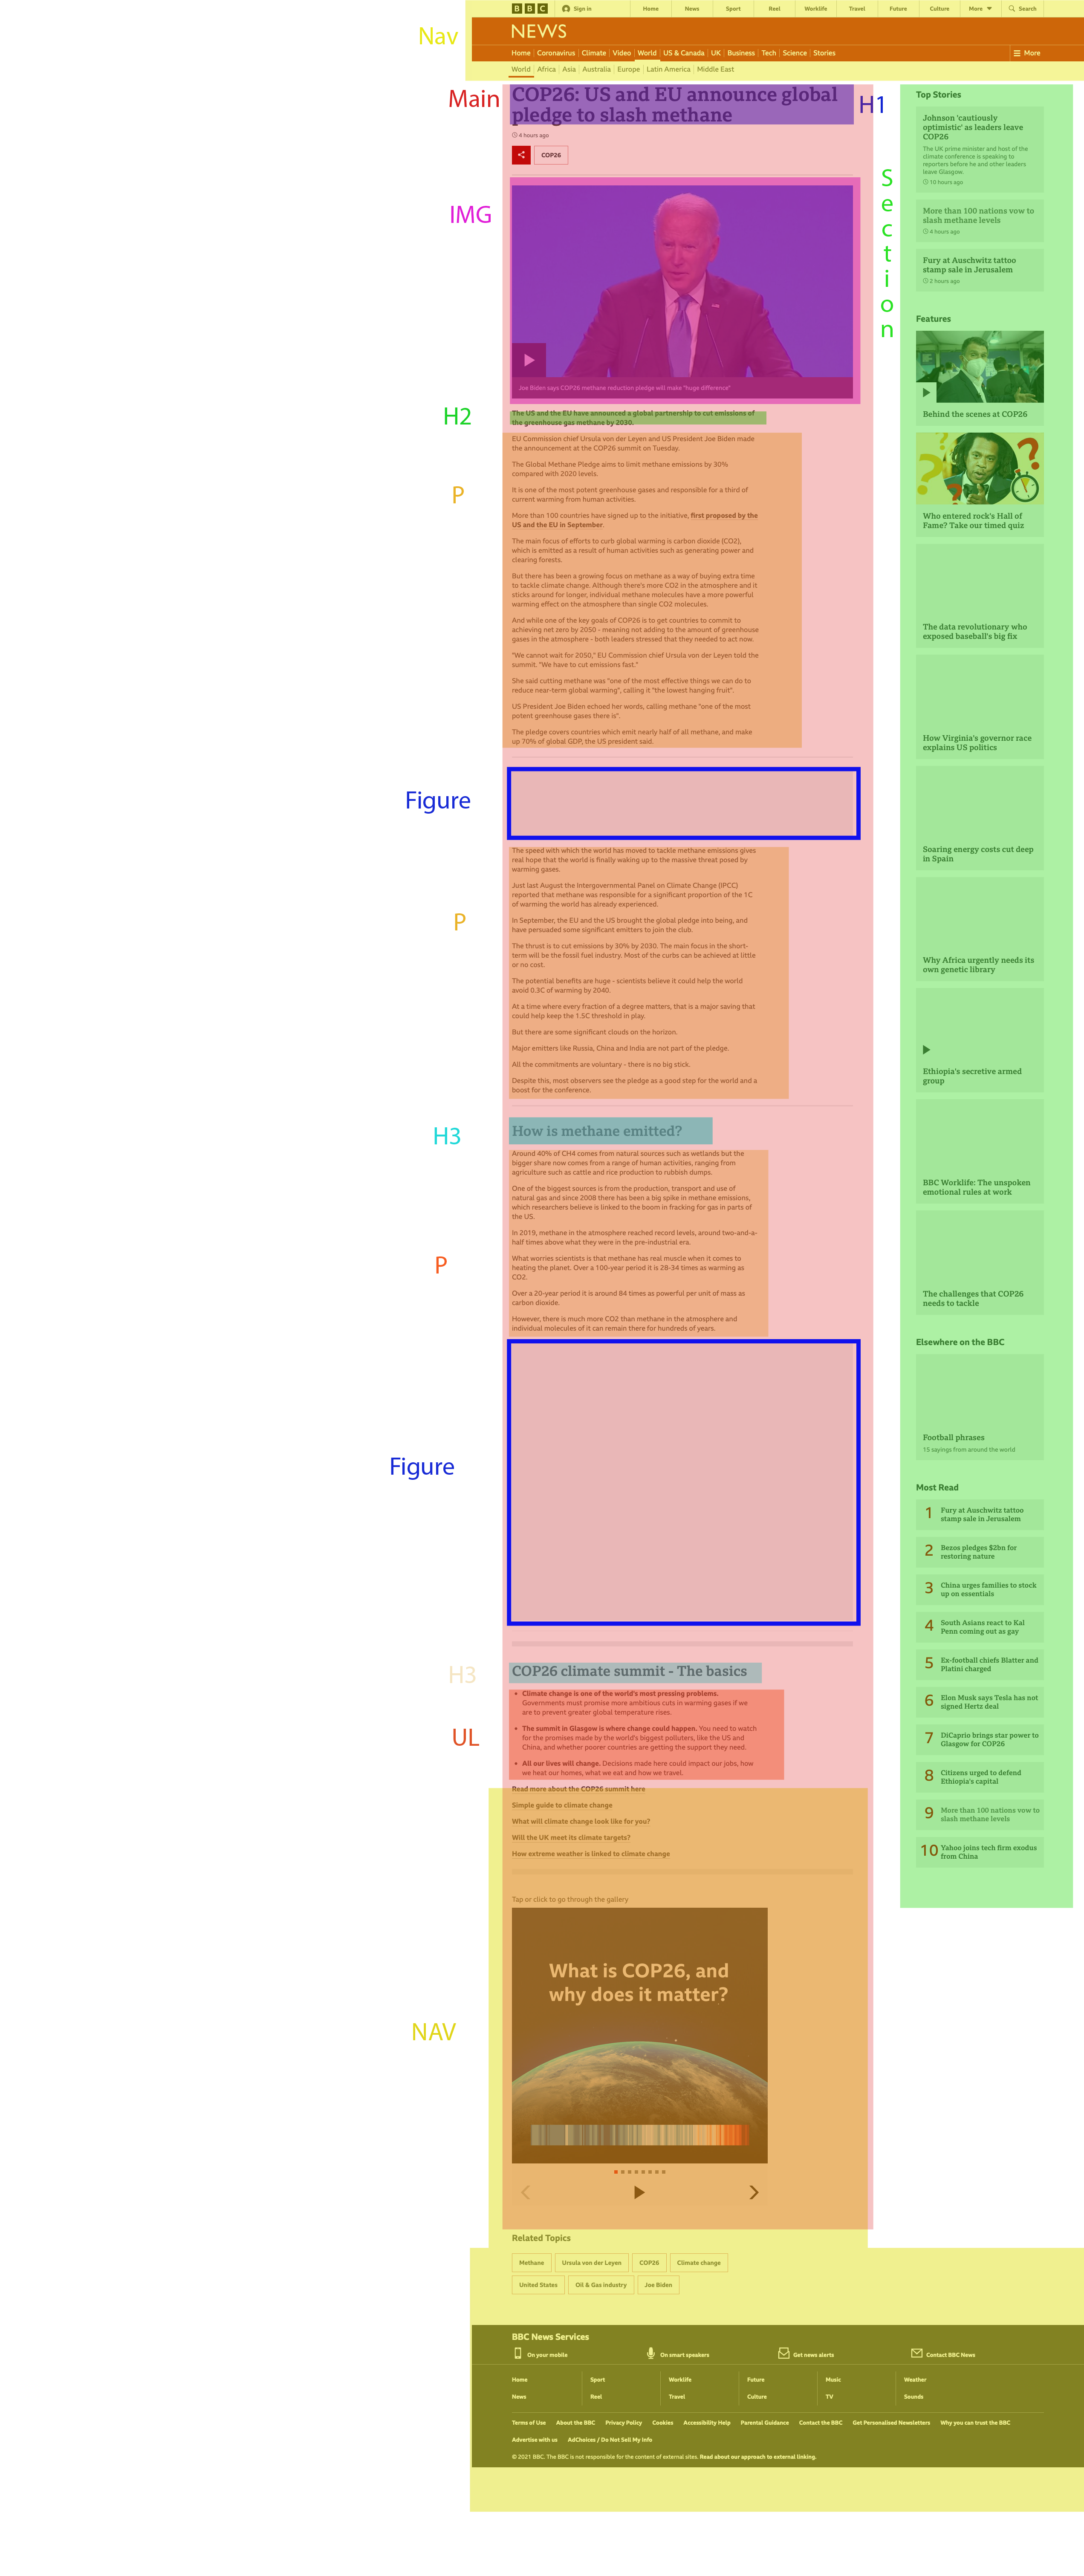 BBC
Sign in
Home
News
Sport
Reel
Worklife
Travel
Future
Culture
More
Search
Nav
NEWS
Home
Coronavirus
Climate
Video
World
US & Canada
UK
Business
Tech
Science
Stories
More
World
Africa
Asia
Australia
Europe
Latin America
Middle East
Main
COP26: US and EU announce global
pledge to slash methane
H1
4 hours ago
COP26
IMG
Joe Biden says COP26 methane reduction pledge will make "huge difference"
H2
The US and the EU have announced a global partnership to cut emissions of
the greenhouse gas methane by 2030.
P
EU Commission chief Ursula von der Leyen and US President Joe Biden made
the announcement at the COP26 summit on Tuesday.
The Global Methane Pledge aims to limit methane emissions by 30%
compared with 2020 levels.
It is one of the most potent greenhouse gases and responsible for a third of
current warming from human activities.
More than 100 countries have signed up to the initiative, first proposed by the
US and the EU in September.
The main focus of efforts to curb global warming is carbon dioxide (CO2),
which is emitted as a result of human activities such as generating power and
clearing forests.
But there has been a growing focus on methane as a way of buying extra time
to tackle climate change. Although there's more CO2 in the atmosphere and it
sticks around for longer, individual methane molecules have a more powerful
warming effect on the atmosphere than single CO2 molecules.
And while one of the key goals of COP26 is to get countries to commit to
achieving net zero by 2050 - meaning not adding to the amount of greenhouse
gases in the atmosphere - both leaders stressed that they needed to act now.
"We cannot wait for 2050," EU Commission chief Ursula von der Leyen told the
summit. "We have to cut emissions fast."
She said cutting methane was "one of the most effective things we can do to
reduce near-term global warming", calling it "the lowest hanging fruit".
US President Joe Biden echoed her words, calling methane "one of the most
potent greenhouse gases there is".
The pledge covers countries which emit nearly half of all methane, and make
up 70% of global GDP, the US president said.
Figure
P
The speed with which the world has moved to tackle methane emissions gives
real hope that the world is finally waking up to the massive threat posed by
warming gases.
Just last August the Intergovernmental Panel on Climate Change (IPCC)
reported that methane was responsible for a significant proportion of the 1C
of warming the world has already experienced.
In September, the EU and the US brought the global pledge into being, and
have persuaded some significant emitters to join the club.
The thrust is to cut emissions by 30% by 2030. The main focus in the short-
term will be the fossil fuel industry. Most of the curbs can be achieved at little
or no cost.
The potential benefits are huge - scientists believe it could help the world
avoid 0.3C of warming by 2040.
At a time where every fraction of a degree matters, that is a major saving that
could help keep the 1.5C threshold in play.
But there are some significant clouds on the horizon.
Major emitters like Russia, China and India are not part of the pledge.
All the commitments are voluntary - there is no big stick.
Despite this, most observers see the pledge as a good step for the world and a
boost for the conference.
H3
How is methane emitted?
P
Around 40% of CH4 comes from natural sources such as wetlands but the
bigger share now comes from a range of human activities, ranging from
agriculture such as cattle and rice production to rubbish dumps.
One of the biggest sources is from the production, transport and use of
natural gas and since 2008 there has been a big spike in methane emissions,
which researchers believe is linked to the boom in fracking for gas in parts of
the US.
In 2019, methane in the atmosphere reached record levels, around two-and-a-
half times above what they were in the pre-industrial era.
What worries scientists is that methane has real muscle when it comes to
heating the planet. Over a 100-year period it is 28-34 times as warming as
CO2.
Over a 20-year period it is around 84 times as powerful per unit of mass as
carbon dioxide.
However, there is much more CO2 than methane in the atmosphere and
individual molecules of it can remain there for hundreds of years.
Figure
H3
COP26 climate summit - The basics
UL
Climate change is one of the world's most pressing problems.
Governments must promise more ambitious cuts in warming gases if we
are to prevent greater global temperature rises.
The summit in Glasgow is where change could happen. You need to watch
for the promises made by the world's biggest polluters, like the US and
China, and whether poorer countries are getting the support they need.
All our lives will change. Decisions made here could impact our jobs, how
we heat our homes, what we eat and how we travel.
Read more about the COP26 summit here
Simple guide to climate change
What will climate change look like for you?
Will the UK meet its climate targets?
How extreme weather is linked to climate change
Tap or click to go through the gallery
What is COP26, and
why does it matter?
NAV
Section
Top Stories
Johnson 'cautiously
optimistic' as leaders leave
COP26
The UK prime minister and host of the
climate conference is speaking to
reporters before he and other leaders
leave Glasgow.
10 hours ago
More than 100 nations vow to
slash methane levels
4 hours ago
Fury at Auschwitz tattoo
stamp sale in Jerusalem
2 hours ago
Features
Behind the scenes at COP26
Who entered rock's Hall of
Fame? Take our timed quiz
The data revolutionary who
exposed baseball's big fix
How Virginia's governor race
explains US politics
Soaring energy costs cut deep
in Spain
Why Africa urgently needs its
own genetic library
Ethiopia's secretive armed
group
BBC Worklife: The unspoken
emotional rules at work
The challenges that COP26
needs to tackle
Elsewhere on the BBC
Football phrases
15 sayings from around the world
Most Read
1 Fury at Auschwitz tattoo
stamp sale in Jerusalem
2 Bezos pledges $2bn for
restoring nature
3 China urges families to stock
up on essentials
4 South Asians react to Kal
Penn coming out as gay
5 Ex-football chiefs Blatter and
Platini charged
6 Elon Musk says Tesla has not
signed Hertz deal
7 DiCaprio brings star power to
Glasgow for COP26
8 Citizens urged to defend
Ethiopia's capital
9 More than 100 nations vow to
slash methane levels
10 Yahoo joins tech firm exodus
from China
Related Topics
Methane
Ursula von der Leyen
COP26
Climate change
United States
Oil & Gas industry
Joe Biden
BBC News Services
On your mobile
On smart speakers
Get news alerts
Contact BBC News
Home
Sport
Worklife
Future
Music
Weather
News
Reel
Travel
Culture
TV
Sounds
Terms of Use
About the BBC
Privacy Policy
Cookies
Accessibility Help
Parental Guidance
Contact the BBC
Get Personalised Newsletters
Why you can trust the BBC
Advertise with us
AdChoices / Do Not Sell My Info
© 2021 BBC. The BBC is not responsible for the content of external sites. Read about our approach to external linking.